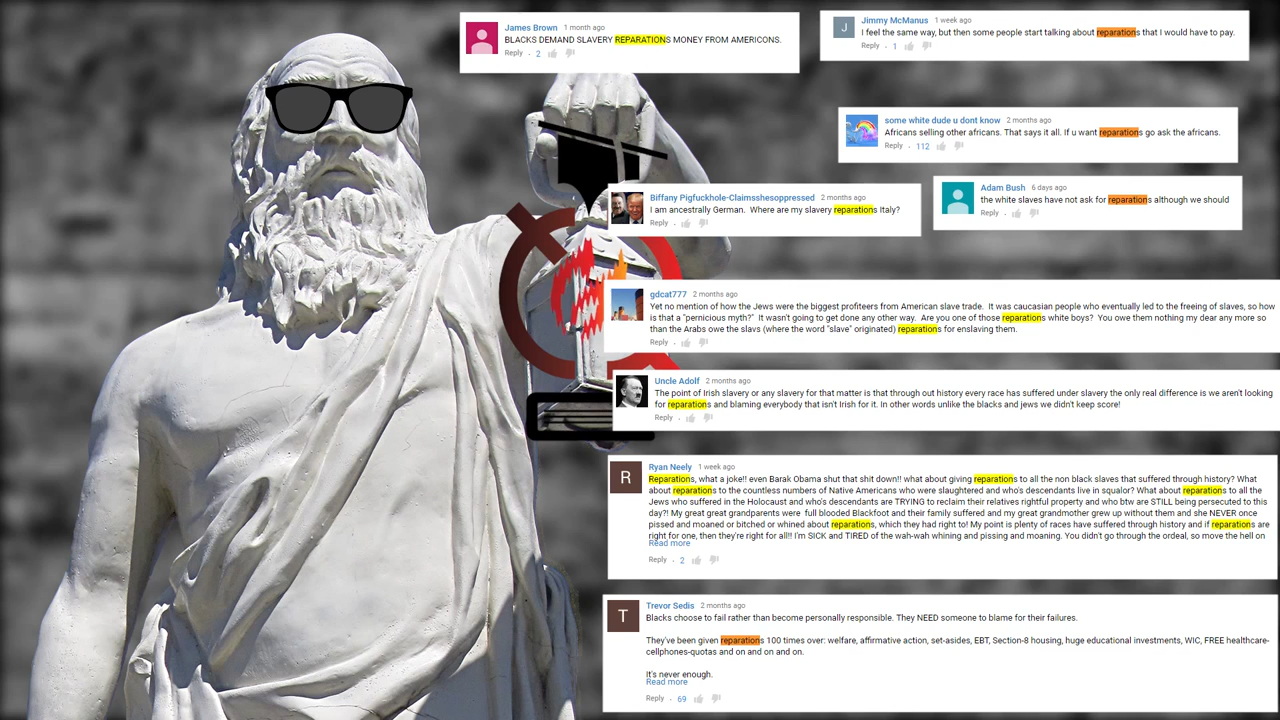 James Brown 1 month ago
BLACKS DEMAND SLAVERY REPARATIONS MONEY FROM AMERICONS.
Reply · 2
J
Jimmy McManus 1 week ago
I feel the same way, but then some people start talking about reparations that I would have to pay.
Reply · 1
some white dude u dont know 2 months ago
Africans selling other africans. That says it all. If u want reparations go ask the africans.
Reply · 112
Biffany Pigfuckhole-Claimsshesoppressed 2 months ago
I am ancestrally German. Where are my slavery reparations Italy?
Reply ·
Adam Bush 6 days ago
the white slaves have not ask for reparations although we should
Reply ·
gdcat777 2 months ago
Yet no mention of how the Jews were the biggest profiteers from American slave trade. It was caucasian people who eventually led to the freeing of slaves, so how
is that a "pernicious myth?" It wasn't going to get done any other way. Are you one of those reparations white boys? You owe them nothing my dear any more so
than the Arabs owe the slavs (where the word "slave" originated) reparations for enslaving them.
Reply ·
Uncle Adolf 2 months ago
The point of Irish slavery or any slavery for that matter is that through out history every race has suffered under slavery the only real difference is we aren't looking
for reparations and blaming everybody that isn't Irish for it. In other words unlike the blacks and jews we didn't keep score!
Reply ·
R
Ryan Neely 1 week ago
Reparations, what a joke!! even Barak Obama shut that shit down!! what about giving reparations to all the non black slaves that suffered through history? What
about reparations to the countless numbers of Native Americans who were slaughtered and who's descendants live in squalor? What about reparations to all the
Jews who suffered in the Holocaust and who's descendants are TRYING to reclaim their relatives rightful property and who btw are STILL being persecuted to this
day?! My great great grandparents were full blooded Blackfoot and their family suffered and my great grandmother grew up without them and she NEVER once
pissed and moaned or bitched or whined about reparations, which they had right to! My point is plenty of races have suffered through history and if reparations are
right for one, then they're right for all!! I'm SICK and TIRED of the wah-wah whining and pissing and moaning. You didn't go through the ordeal, so move the hell on
Read more
Reply · 2
T
Trevor Sedis 2 months ago
Blacks choose to fail rather than become personally responsible. They NEED someone to blame for their failures.
They've been given reparations 100 times over: welfare, affirmative action, set-asides, EBT, Section-8 housing, huge educational investments, WIC, FREE healthcare-
cellphones-quotas and on and on and on.
It's never enough.
Read more
Reply · 69